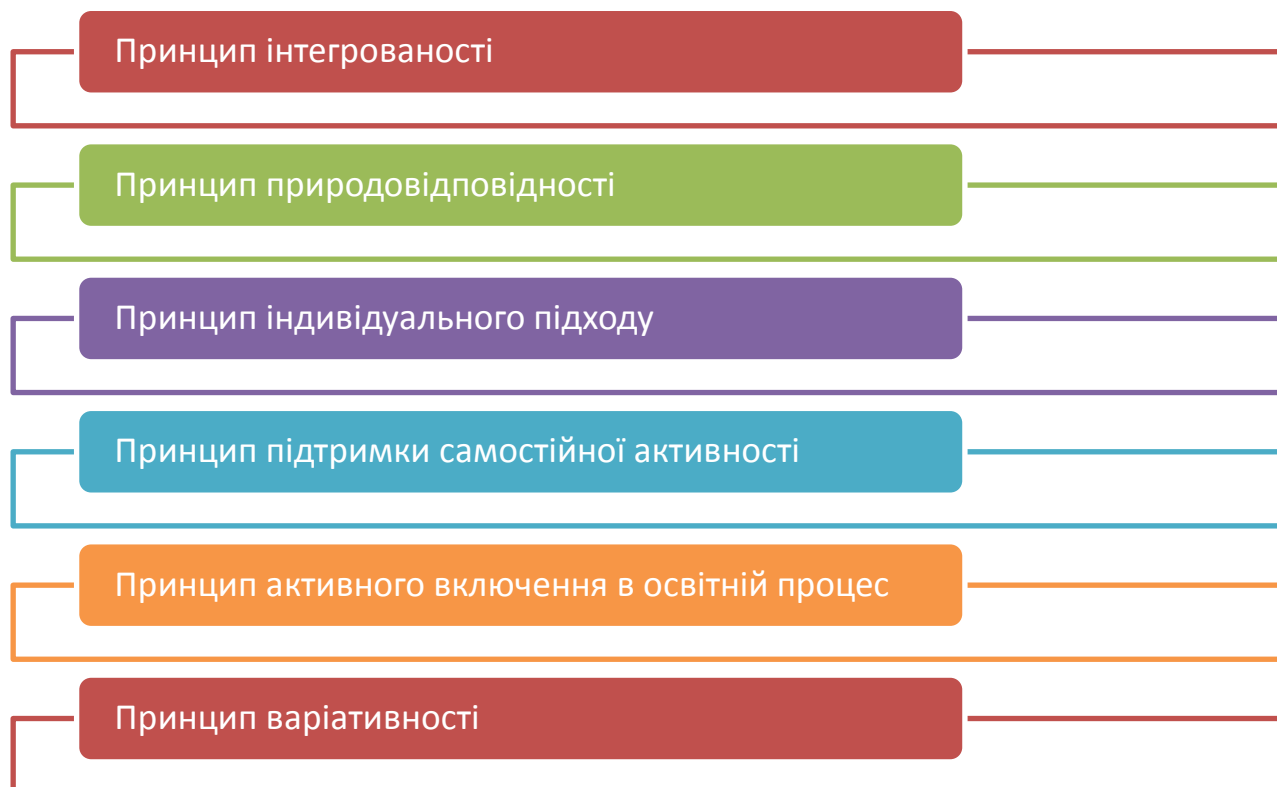 Принцип інтегрованості
Принцип природовідповідності
Принцип індивідуального підходу
Принцип підтримки самостійної активності
Принцип активного включення в освітній процес
Принцип варіативності